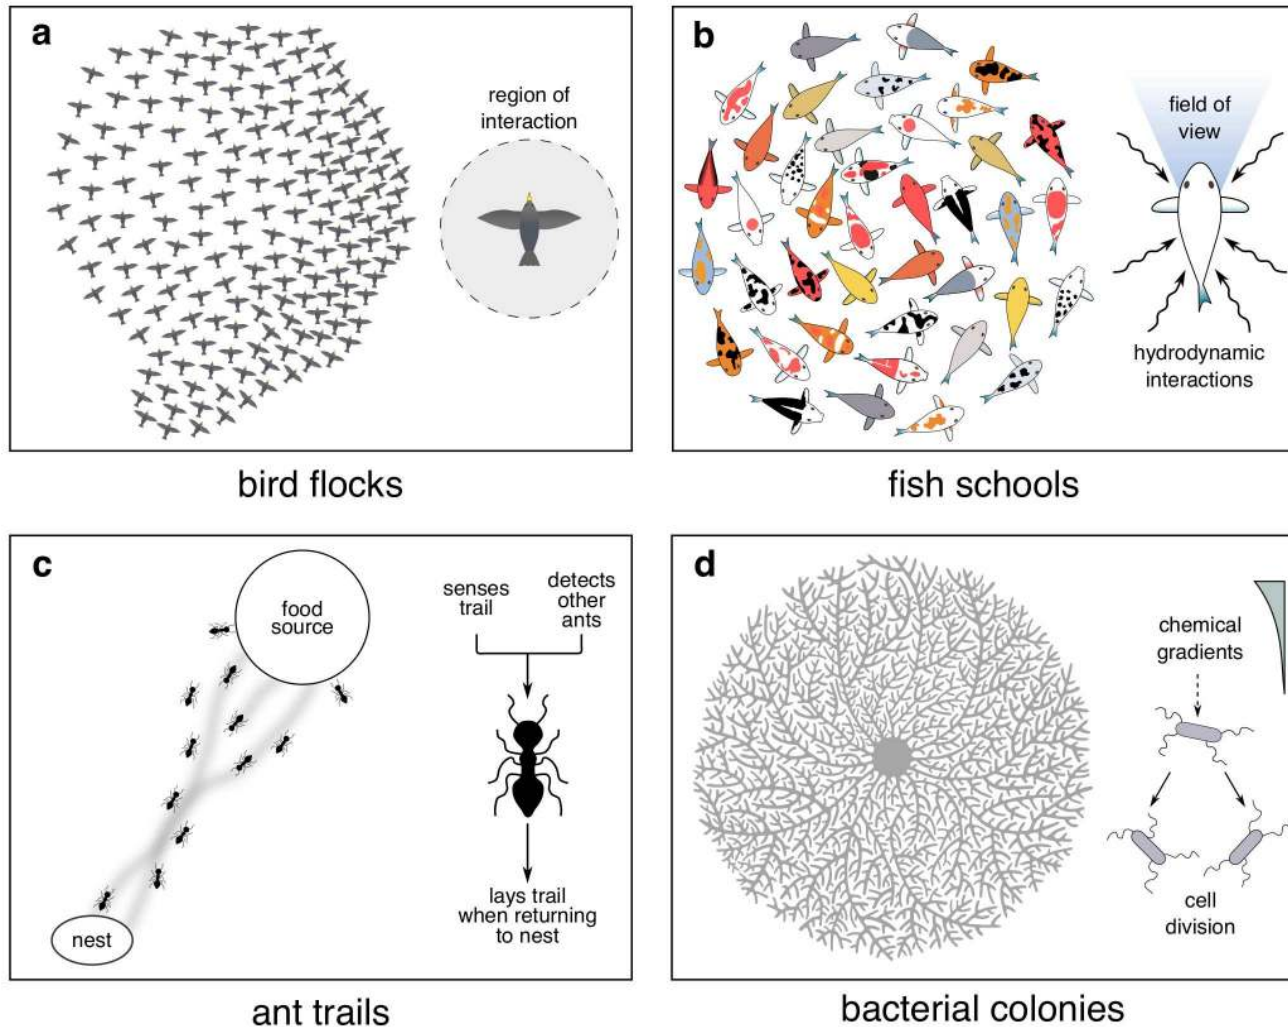 a
region of
interaction
bird flocks
b
field of
view
hydrodynamic
interactions
fish schools
c
food
source
nest
senses
trail
detects
other
ants
lays trail
when returning
to nest
ant trails
d
chemical
gradients
cell
division
bacterial colonies